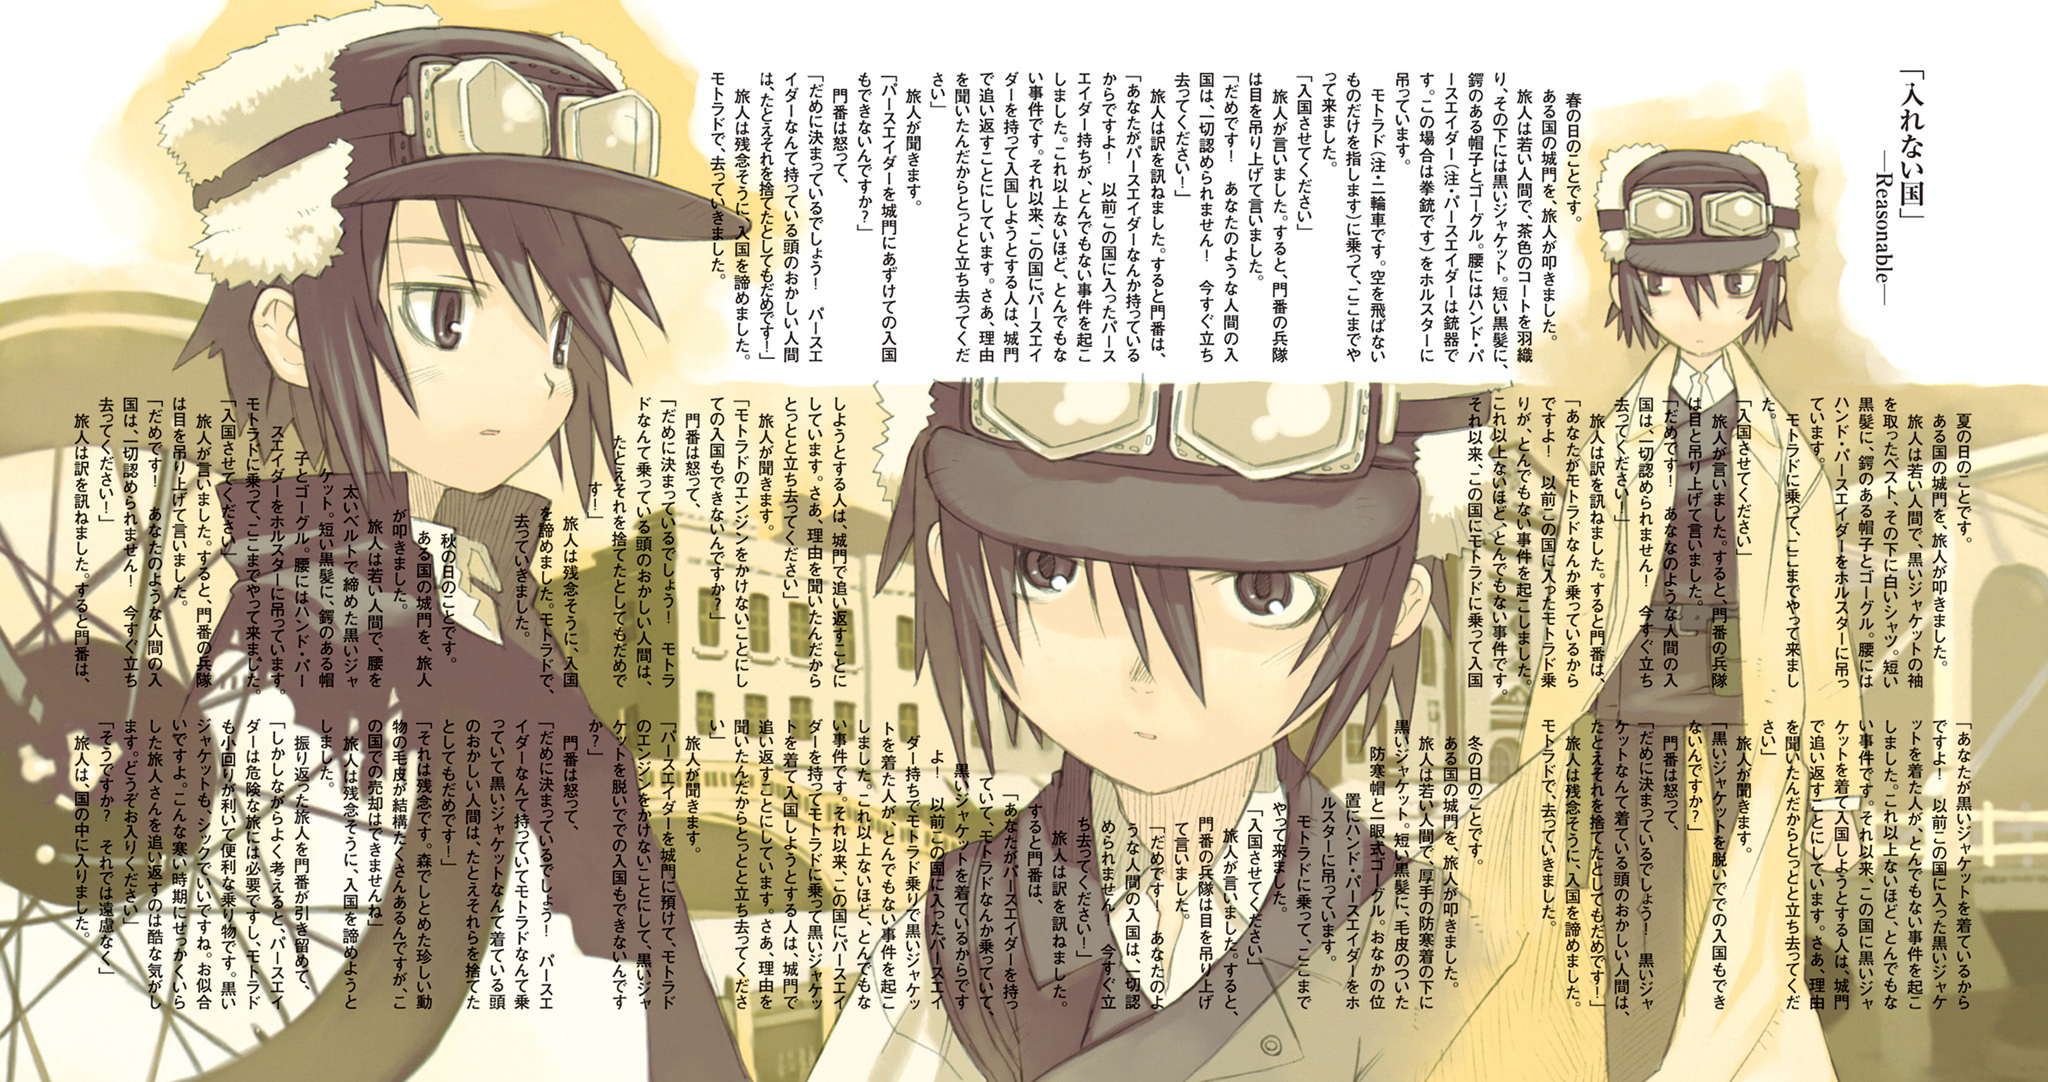 「入れない国」
―Reasonable―
春の日のことです。
ある国の城門を、旅人が叩きました。
旅人は若い人間で、茶色のコートを羽織
り、その下には黒いジャケット。短い黒髪に、
鍔のある帽子とゴーグル。腰にはハンド・パ
ースエイダー（注・パースエイダーは銃器で
す。この場合は拳銃です）をホルスターに
吊っています。
モトラド（注・二輪車です。空を飛ばない
ものだけを指します）に乗って、ここまでや
って来ました。
「入国させてください」
旅人が言いました。すると、門番の兵隊
は目を吊り上げて言いました。
「だめです！　あなたのような人間の入
国は、一切認められません！　今すぐ立ち
去ってください！」
旅人は訳を訊ねました。すると門番は、
「あなたがパースエイダーなんか持っている
からですよ！　以前この国に入ったパース
エイダー持ちが、とんでもない事件を起こ
しました。これ以上ないほど、とんでもな
い事件です。それ以来、この国にパースエイ
ダーを持って入国しようとする人は、城門
で追い返すことにしています。さあ、理由
を聞いたんだからとっとと立ち去ってくだ
さい」
旅人が聞きます。
「パースエイダーを城門にあずけての入国
もできないんですか？」
門番は怒って、
「だめに決まっているでしょう！　パースエ
イダーなんて持っている頭のおかしい人間
は、たとえそれを捨てたとしてもだめです！」
旅人は残念そうに、入国を諦めました。
モトラドで、去っていきました。
夏の日のことです。
ある国の城門を、旅人が叩きました。
旅人は若い人間で、黒いジャケットの袖
を取ったベスト、その下に白いシャツ。短い
黒髪に、鍔のある帽子とゴーグル。腰には
ハンド・パースエイダーをホルスターに吊っ
ています。
モトラドに乗って、ここまでやって来まし
た。
「入国させてください」
旅人が言いました。すると、門番の兵隊
は目と吊り上げて言いました。
「だめです！　あななのような人間の入
国は、一切認められません！　今すぐ立ち
去ってください！」
旅人は訳を訊ねました。すると門番は、
「あなたがモトラドなんか乗っているから
ですよ！　以前この国に入ったモトラド乗
りが、とんでもない事件を起こしました。
これ以上ないほど、とんでもない事件です。
それ以来、この国にモトラドに乗って入国
しようとする人は、城門で追い返すことに
しています。さあ、理由を聞いたんだから
とっとと立ち去ってください」
旅人が聞きます。
「モトラドのエンジンをかけないことにし
ての入国もできないんですか？」
門番は怒って、
「だめに決まっているでしょう！　モトラ
ドなんて乗っている頭のおかしい人間は、
たとえそれを捨てたとしてもだめで
す！」
旅人は残念そうに、入国
を諦めました。モトラドで、
去っていきました。
秋の日のことです。
ある国の城門を、旅人
が叩きました。
旅人は若い人間で、腰を
太いベルトで締めた黒いジャ
ケット。短い黒髪に、鍔のある帽
子とゴーグル。腰にはハンド・パー
スエイダーをホルスターに吊っています。
モトラドに乗って、ここまでやって来ました。
「入国させてください」
旅人が言いました。すると、門番の兵隊
は目を吊り上げて言いました。
「だめです！　あなたのような人間の入
国は、一切認められません！　今すぐ立ち
去ってください！」
旅人は訳を訊ねました。すると門番は、
「あなたが黒いジャケットを着ているから
ですよ！　以前この国に入った黒いジャケ
ットを着た人が、とんでもない事件を起こ
しました。これ以上ないほど、とんでもな
い事件です。それ以来、この国に黒いジャ
ケットを着て入国しようとする人は、城門
で追い返すことにしています。さあ、理由
を聞いたんだからとっとと立ち去ってくだ
さい」
旅人が聞きます。
「黒いジャケットを脱いでの入国もでき
ないんですか？」
門番は怒って、
「だめに決まっているでしょう！　黒いジャ
ケットなんて着ている頭のおかしい人間は、
たとえそれを捨てたとしてもだめです！」
旅人は残念そうに、入国を諦めました。
モトラドで、去っていきました。
冬の日のことです。
ある国の城門を、旅人が叩きました。
旅人は若い人間で、厚手の防寒着の下に
黒いジャケット。短い黒髪に、毛皮のついた
防寒帽と二眼式ゴーグル。おなかの位
置にハンド・パースエイダーをホ
ルスターに吊っています。
モトラドに乗って、ここまで
やって来ました。
「入国させてください」
旅人が言いました。すると、
門番の兵隊は目を吊り上げ
て言いました。
「だめです！　あなたのよ
うな人間の入国は、一切認
められません！　今すぐ立
ち去ってください！」
旅人は訳を訊ねました。
すると門番は、
「あなたがパースエイダーを持っ
ていて、モトラドなんか乗っていて、
黒いジャケットを着ているからです
よ！　以前この国に入ったパースエイ
ダー持ちでモトラド乗りで黒いジャケッ
トを着た人が、とんでもない事件を起こ
しました。これ以上ないほど、とんでもな
い事件です。それ以来、この国にパースエイ
ダーを持ってモトラドに乗って黒いジャケッ
トを着て入国しようとする人は、城門で
追い返すことにしています。さあ、理由を
聞いたんだからとっとと立ち去ってくださ
い」
旅人が聞きます。
「パースエイダーを城門に預けて、モトラド
のエンジンをかけないことにして、黒いジャ
ケットを脱いでの入国もできないんです
か？」
門番は怒って、
「だめに決まっているでしょう！　パースエ
イダーなんて持っていてモトラドなんて乗
っていて黒いジャケットなんて着ている頭
のおかしい人間は、たとえそれらを捨てた
としてもだめです！」
「それは残念です。森でしとめた珍しい動
物の毛皮が結構たくさんあるんですが、こ
の国での売却はできませんね」
旅人は残念そうに、入国を諦めようと
しました。
振り返った旅人を門番が引き留めて、
「しかしながらよく考えると、パースエイ
ダーは危険な旅には必要ですし、モトラド
も小回りが利いて便利な乗り物です。黒い
ジャケットも、シックでいいですね。お似合
いですよ。こんな寒い時期にせっかくいら
した旅人さんを追い返すのは酷な気がし
ます。どうぞお入りください」
「そうですか？　それでは遠慮なく」
旅人は、国の中に入りました。